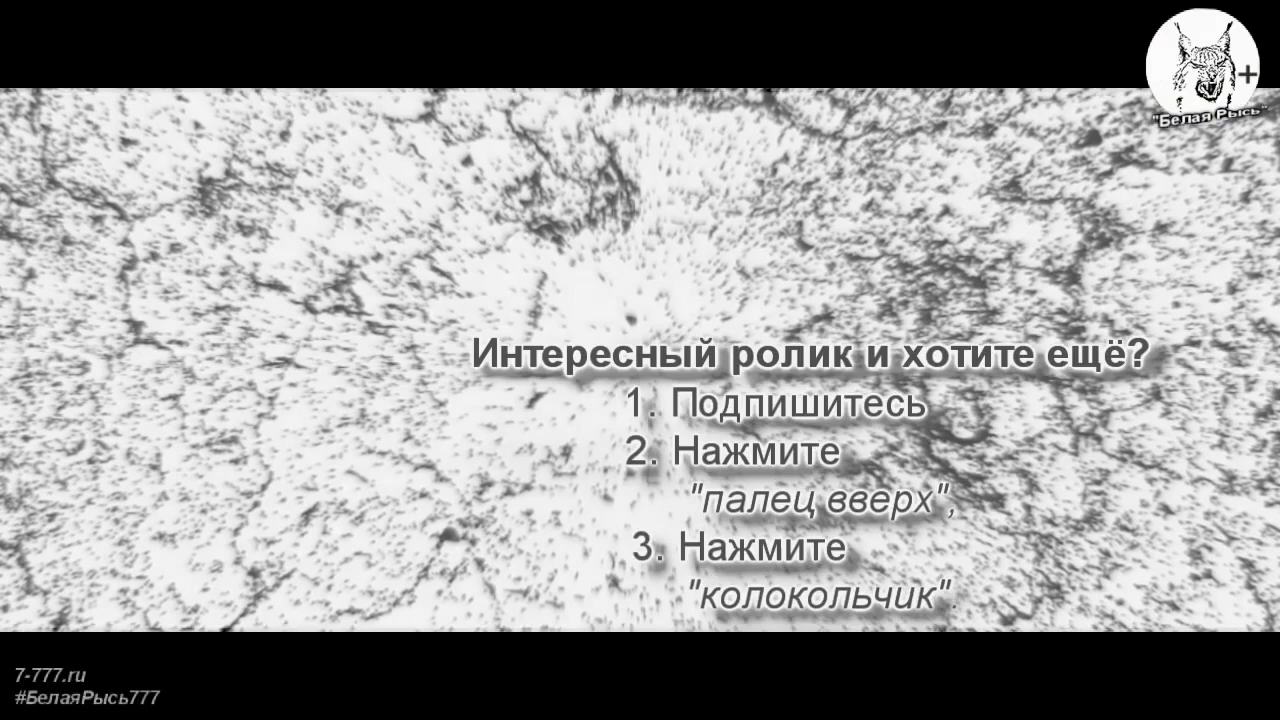 +
"Белая Рысь"
Интересный ролик и хотите ещё?
1. Подпишитесь
2. Нажмите
"палец вверх",
3. Нажмите
"колокольчик".
7-777.ru
#БелаяРысь777